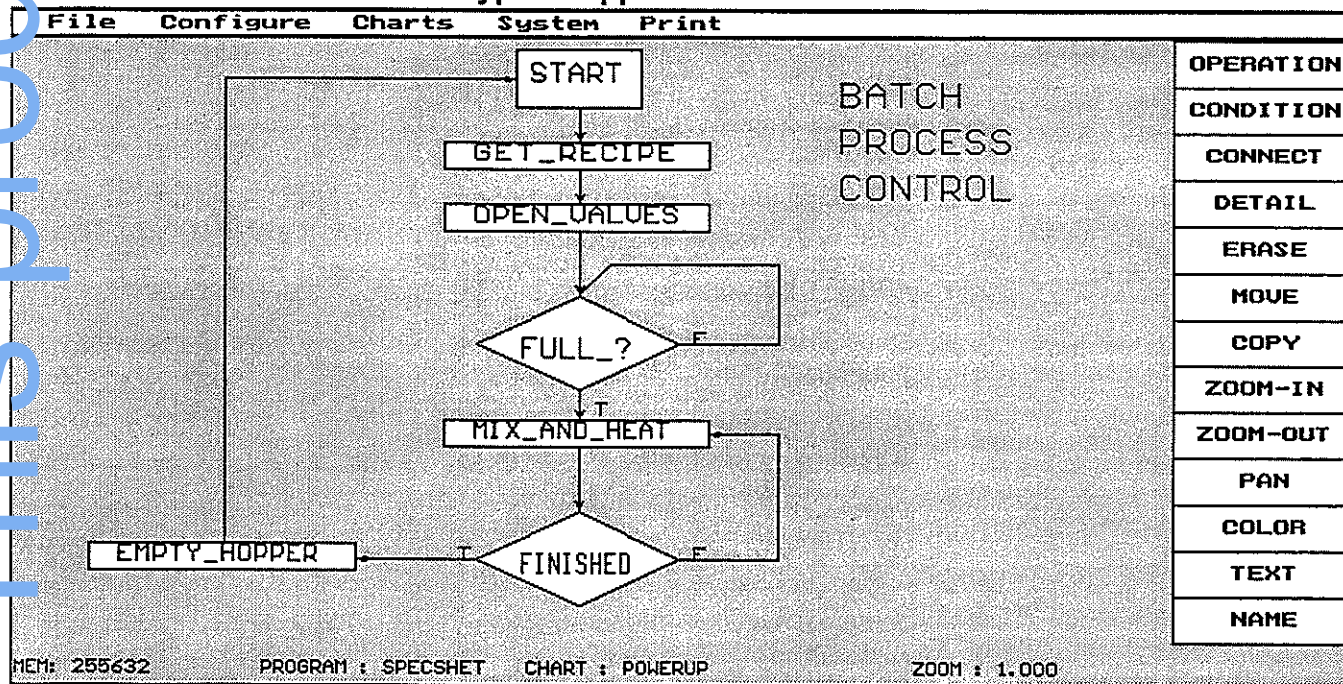 File Configure Charts System Print
START
BATCH
PROCESS
CONTROL
GET_RECIPE
OPEN_VALUES
FULL_?
F
T
MIX_AND_HEAT
FINISHED
F
T
EMPTY_HOPPER
OPERATION
CONDITION
CONNECT
DETAIL
ERASE
MOVE
COPY
ZOOM-IN
ZOOM-OUT
PAN
COLOR
TEXT
NAME
MEM: 255632 PROGRAM : SPECSHET CHART : POWERUP ZOOM : 1.000